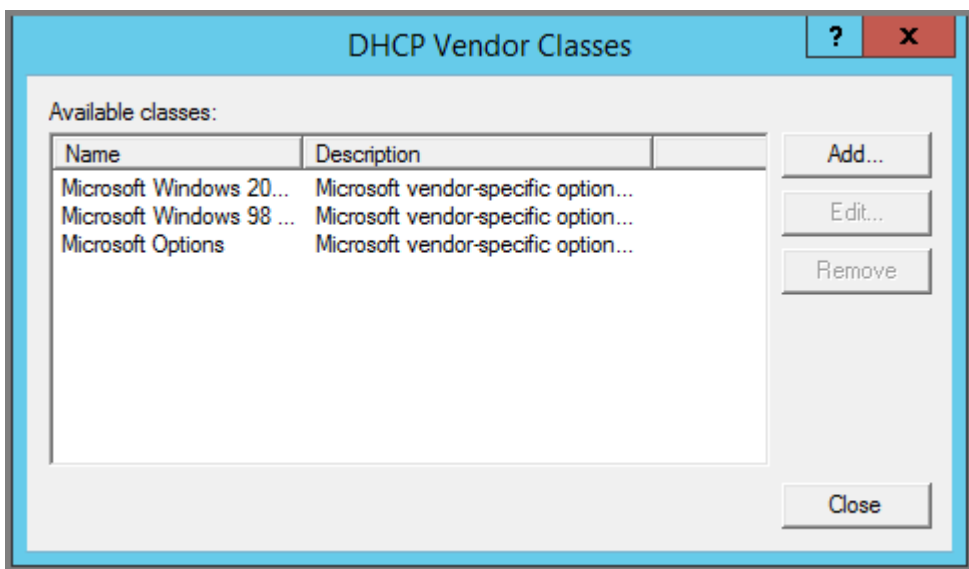 DHCP Vendor Classes
? x
Available classes:
Name Description
Add...
Microsoft Windows 20... Microsoft vendor-specific option...
Microsoft Windows 98 ... Microsoft vendor-specific option...
Edit...
Microsoft Options Microsoft vendor-specific option...
Remove
Close